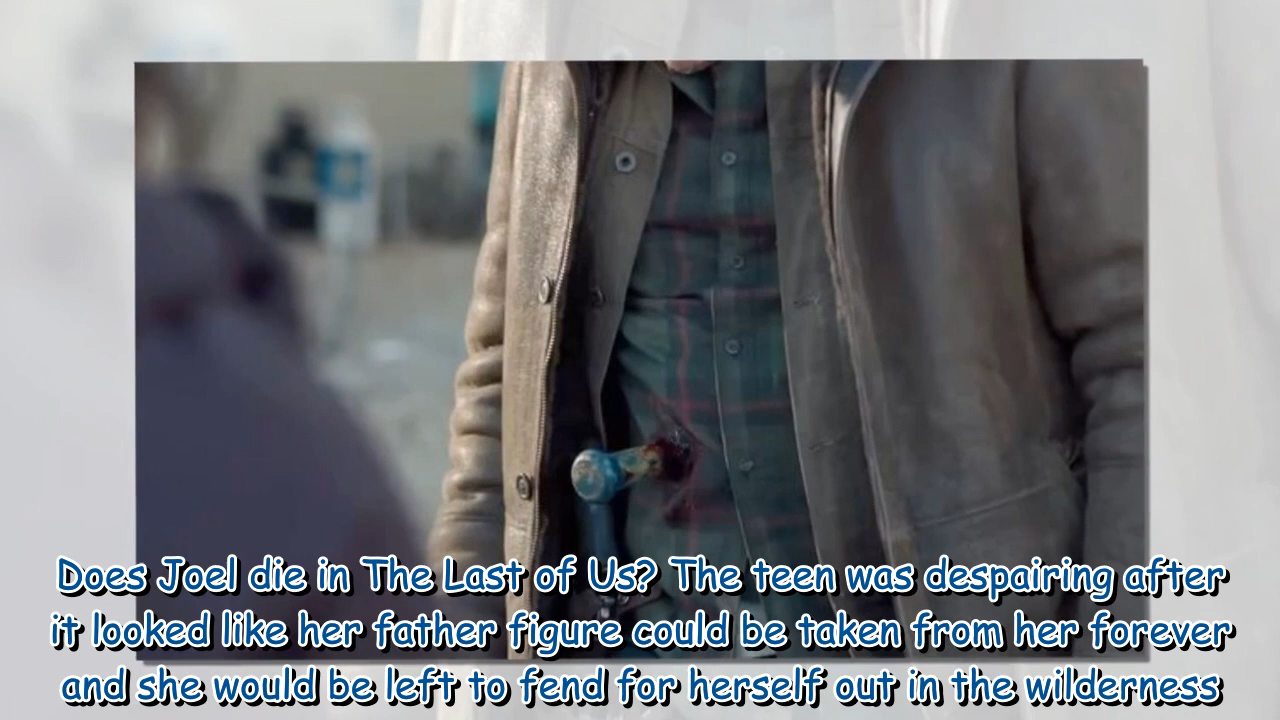 Does Joel die in The Last of Us? The teen was despairing after
it looked like her father figure could be taken from her forever
and she would be left to fend for herself out in the wilderness